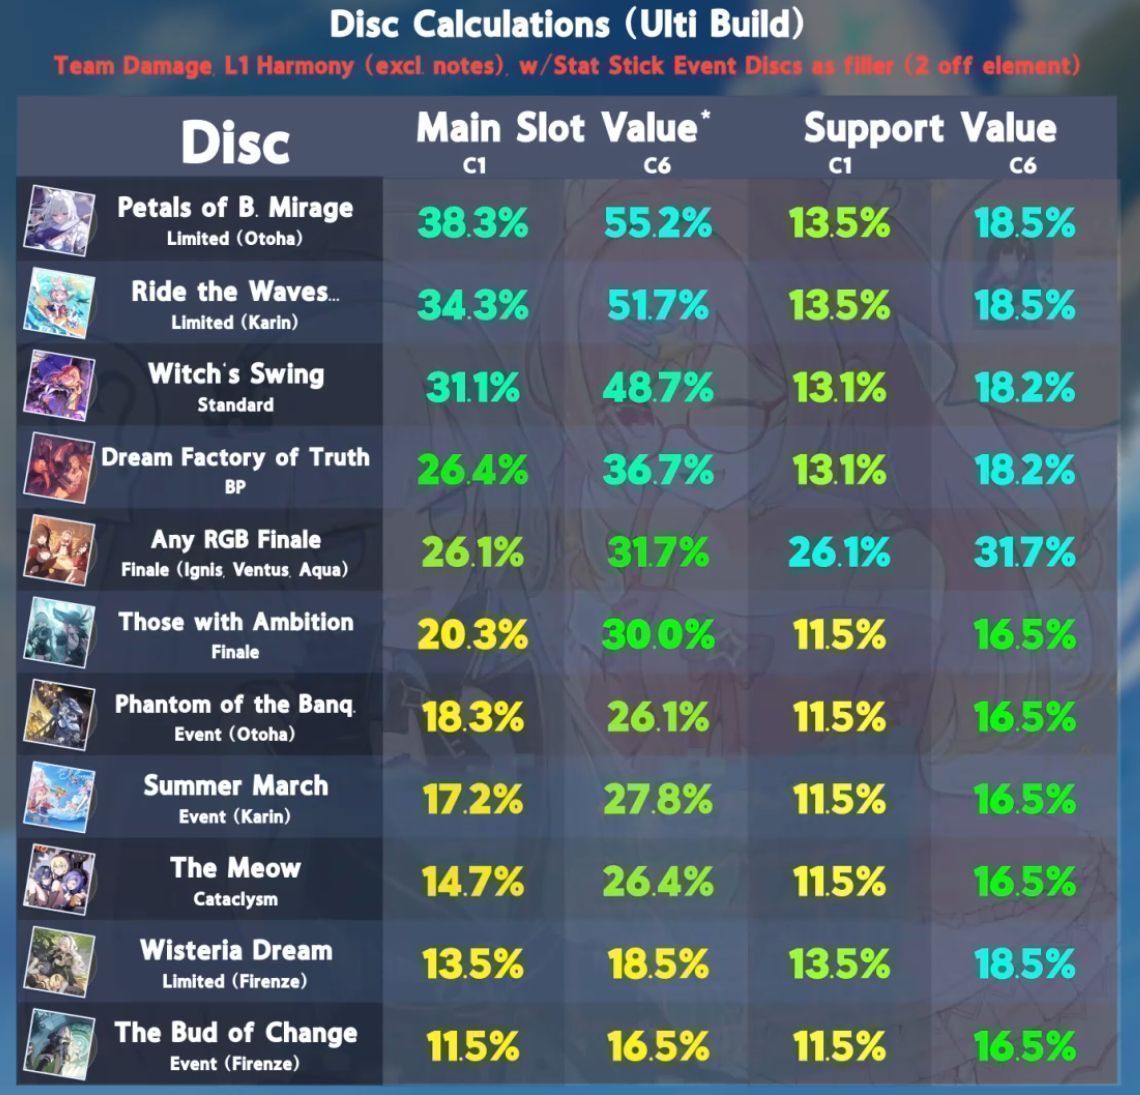 Disc Calculations (Ulti Build)
Team Damage, L1 Harmony (excl. notes), w/Stat Stick Event Discs as filler (2 off element)
Disc Main Slot Value* Support Value
C1 C6 C1 C6
Petals of B. Mirage
Limited (Otoha)
38.3% 55.2% 13.5% 18.5%
Ride the Waves...
Limited (Karin)
34.3% 51.7% 13.5% 18.5%
Witch's Swing
Standard
31.1% 48.7% 13.1% 18.2%
Dream Factory of Truth
BP
26.4% 36.7% 13.1% 18.2%
Any RGB Finale
Finale (Ignis, Ventus, Aqua)
26.1% 31.7% 26.1% 31.7%
Those with Ambition
Finale
20.3% 30.0% 11.5% 16.5%
Phantom of the Banq.
Event (Otoha)
18.3% 26.1% 11.5% 16.5%
Summer March
Event (Karin)
17.2% 27.8% 11.5% 16.5%
The Meow
Cataclysm
14.7% 26.4% 11.5% 16.5%
Wisteria Dream
Limited (Firenze)
13.5% 18.5% 13.5% 18.5%
The Bud of Change
Event (Firenze)
11.5% 16.5% 11.5% 16.5%